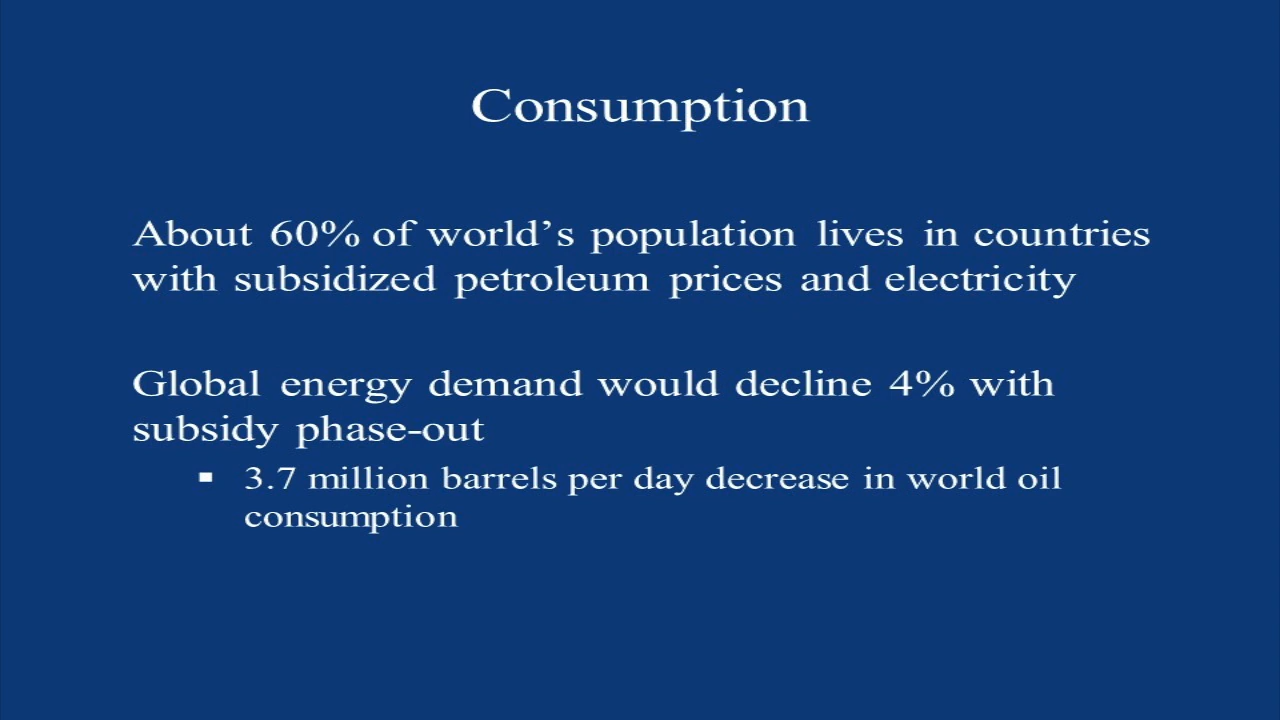 Consumption
About 60% of world’s population lives in countries
with subsidized petroleum prices and electricity
Global energy demand would decline 4% with
subsidy phase-out
▪ 3.7 million barrels per day decrease in world oil
consumption